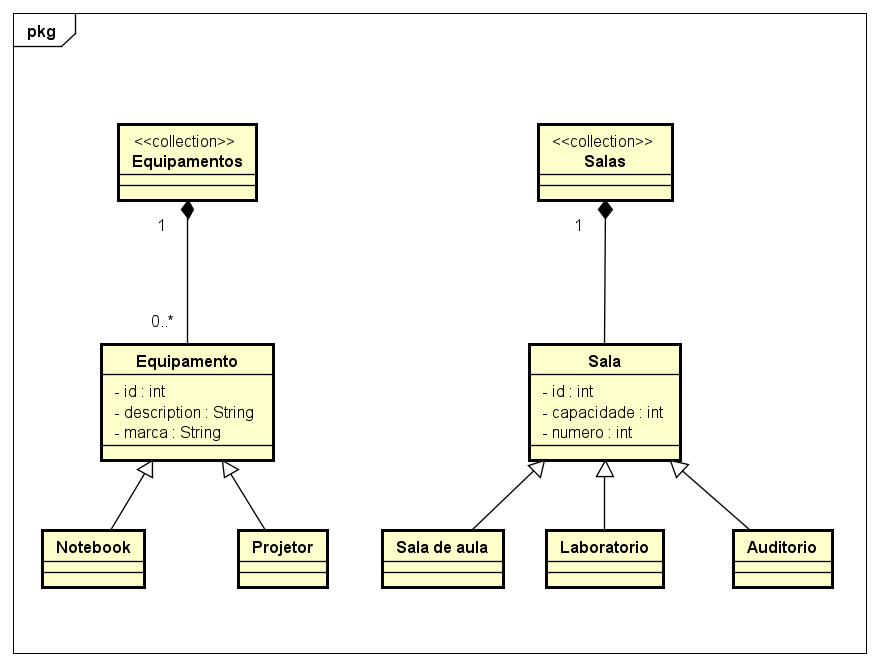 pkg
<<collection>>
Equipamentos
1
0..*
Equipamento
- id : int
- description : String
- marca : String
Notebook
Projetor
<<collection>>
Salas
1
Sala
- id : int
- capacidade : int
- numero : int
Sala de aula
Laboratorio
Auditorio